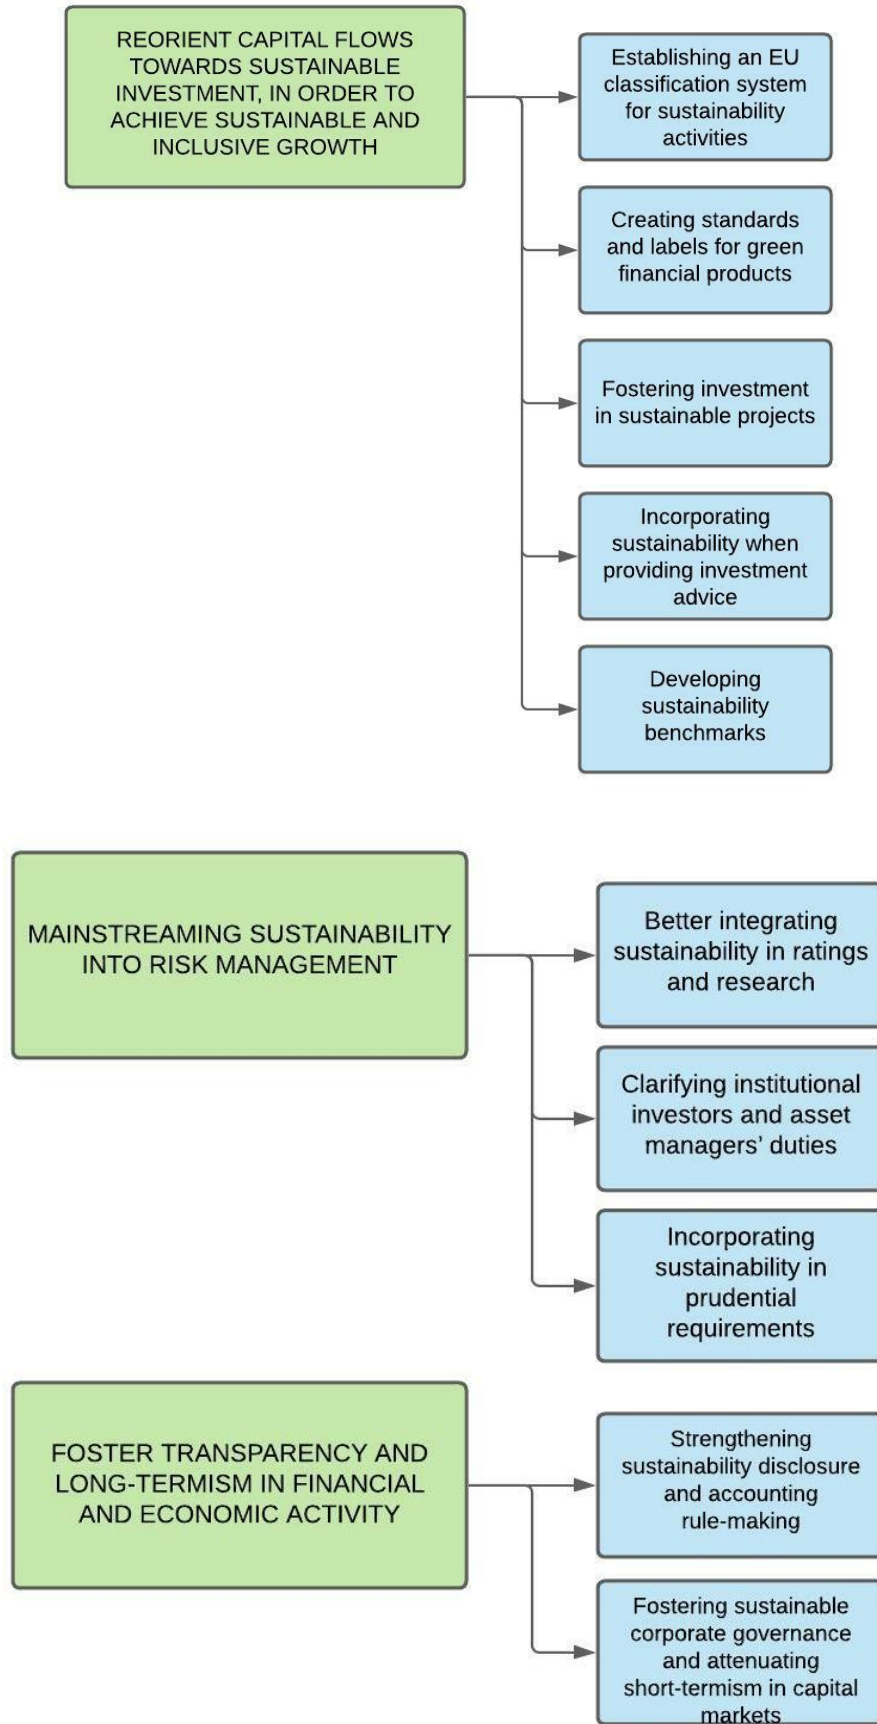 REORIENT CAPITAL FLOWS
TOWARDS SUSTAINABLE
INVESTMENT, IN ORDER TO
ACHIEVE SUSTAINABLE AND
INCLUSIVE GROWTH
Establishing an EU
classification system
for sustainability
activities
Creating standards
and labels for green
financial products
Fostering investment
in sustainable projects
Incorporating
sustainability when
providing investment
advice
Developing
sustainability
benchmarks
MAINSTREAMING SUSTAINABILITY
INTO RISK MANAGEMENT
Better integrating
sustainability in ratings
and research
Clarifying institutional
investors and asset
managers’ duties
Incorporating
sustainability in
prudential
requirements
FOSTER TRANSPARENCY AND
LONG-TERMISM IN FINANCIAL
AND ECONOMIC ACTIVITY
Strengthening
sustainability disclosure
and accounting
rule-making
Fostering sustainable
corporate governance
and attenuating
short-termism in capital
markets